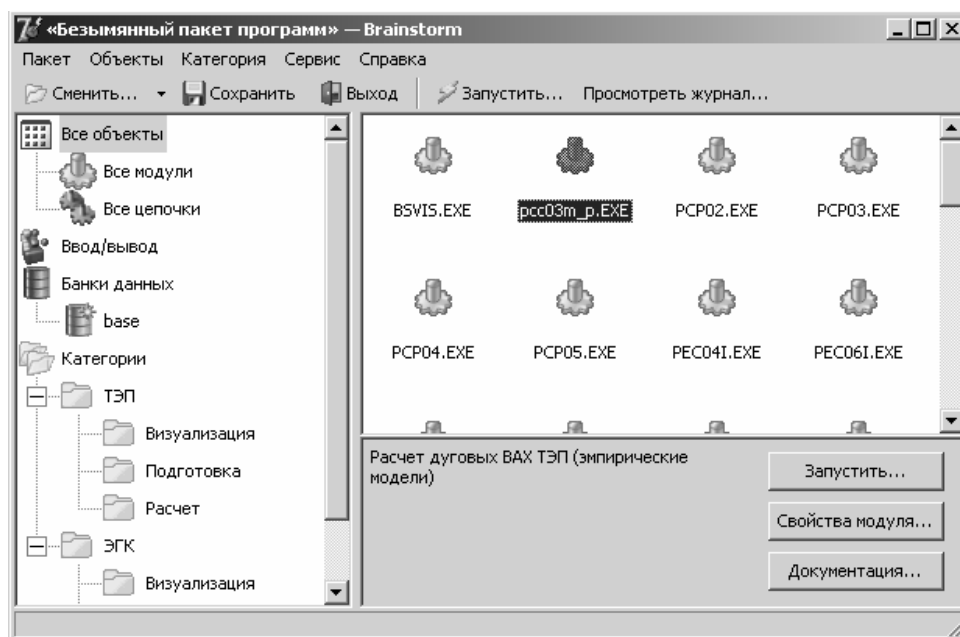 «Безымянный пакет программ» — Brainstorm
Пакет Объекты Категория Сервис Справка
Сменить... Сохранить Выход Запустить... Просмотреть журнал...
Все объекты
Все модули
Все цепочки
Ввод/вывод
Банки данных
base
Категории
ТЭП
Визуализация
Подготовка
Расчет
ЭГК
Визуализация
BSVIS.EXE pcc03m_p.EXE PCP02.EXE PCP03.EXE
PCP04.EXE PCP05.EXE PEC04I.EXE PEC06I.EXE
Расчет дуговых ВАХ ТЭП (эмпирические
модели)
Запустить...
Свойства модуля...
Документация...